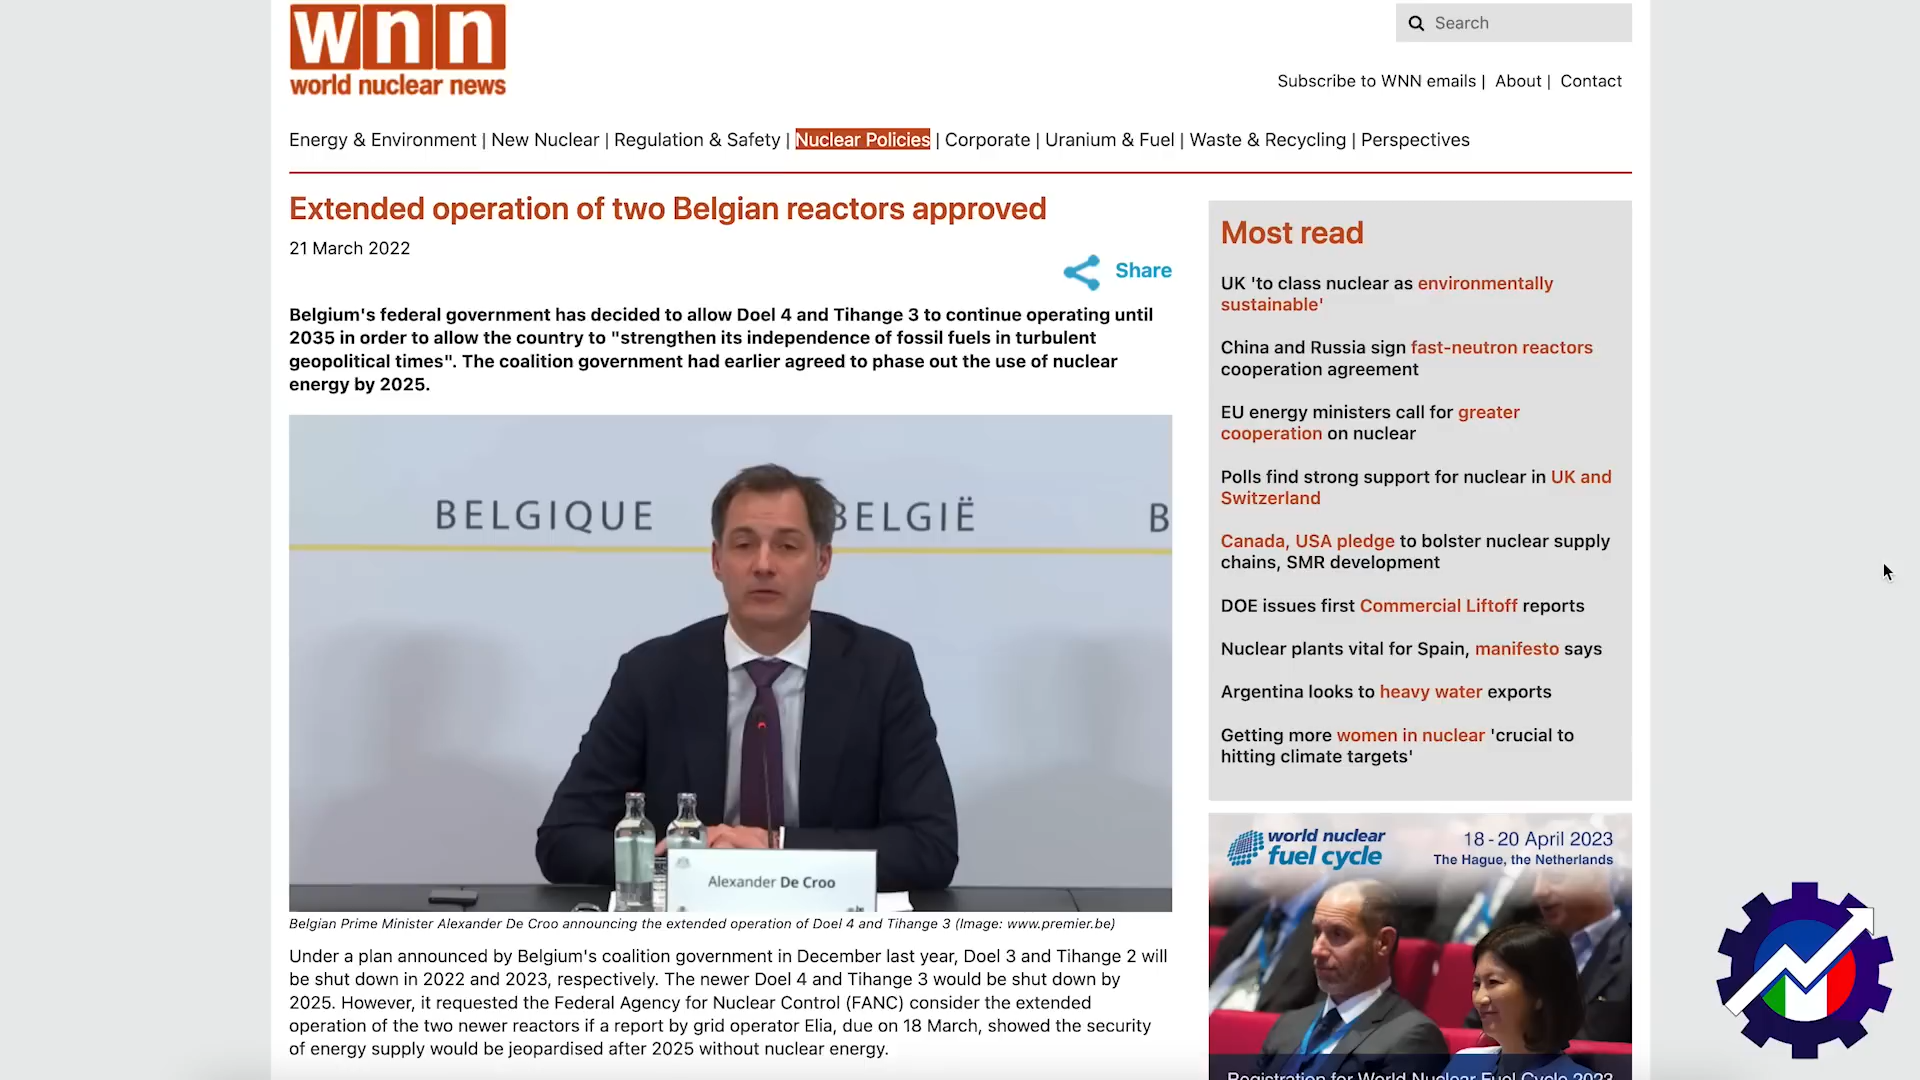 wnn
world nuclear news
Search
Subscribe to WNN emails | About | Contact
Energy & Environment | New Nuclear | Regulation & Safety | Nuclear Policies | Corporate | Uranium & Fuel | Waste & Recycling | Perspectives
Extended operation of two Belgian reactors approved
21 March 2022
Share
Belgium's federal government has decided to allow Doel 4 and Tihange 3 to continue operating until
2035 in order to allow the country to "strengthen its independence of fossil fuels in turbulent
geopolitical times". The coalition government had earlier agreed to phase out the use of nuclear
energy by 2025.
BELGIQUE
BELGIË
B
Alexander De Croo
Belgian Prime Minister Alexander De Croo announcing the extended operation of Doel 4 and Tihange 3 (Image: www.premier.be)
Under a plan announced by Belgium's coalition government in December last year, Doel 3 and Tihange 2 will
be shut down in 2022 and 2023, respectively. The newer Doel 4 and Tihange 3 would be shut down by
2025. However, it requested the Federal Agency for Nuclear Control (FANC) consider the extended
operation of the two newer reactors if a report by grid operator Elia, due on 18 March, showed the security
of energy supply would be jeopardised after 2025 without nuclear energy.
Most read
UK 'to class nuclear as environmentally
sustainable'
China and Russia sign fast-neutron reactors
cooperation agreement
EU energy ministers call for greater
cooperation on nuclear
Polls find strong support for nuclear in UK and
Switzerland
Canada, USA pledge to bolster nuclear supply
chains, SMR development
DOE issues first Commercial Liftoff reports
Nuclear plants vital for Spain, manifesto says
Argentina looks to heavy water exports
Getting more women in nuclear 'crucial to
hitting climate targets'
world nuclear
fuel cycle
18 - 20 April 2023
The Hague, the Netherlands
Registration for World Nuclear Fuel Cycle 2023